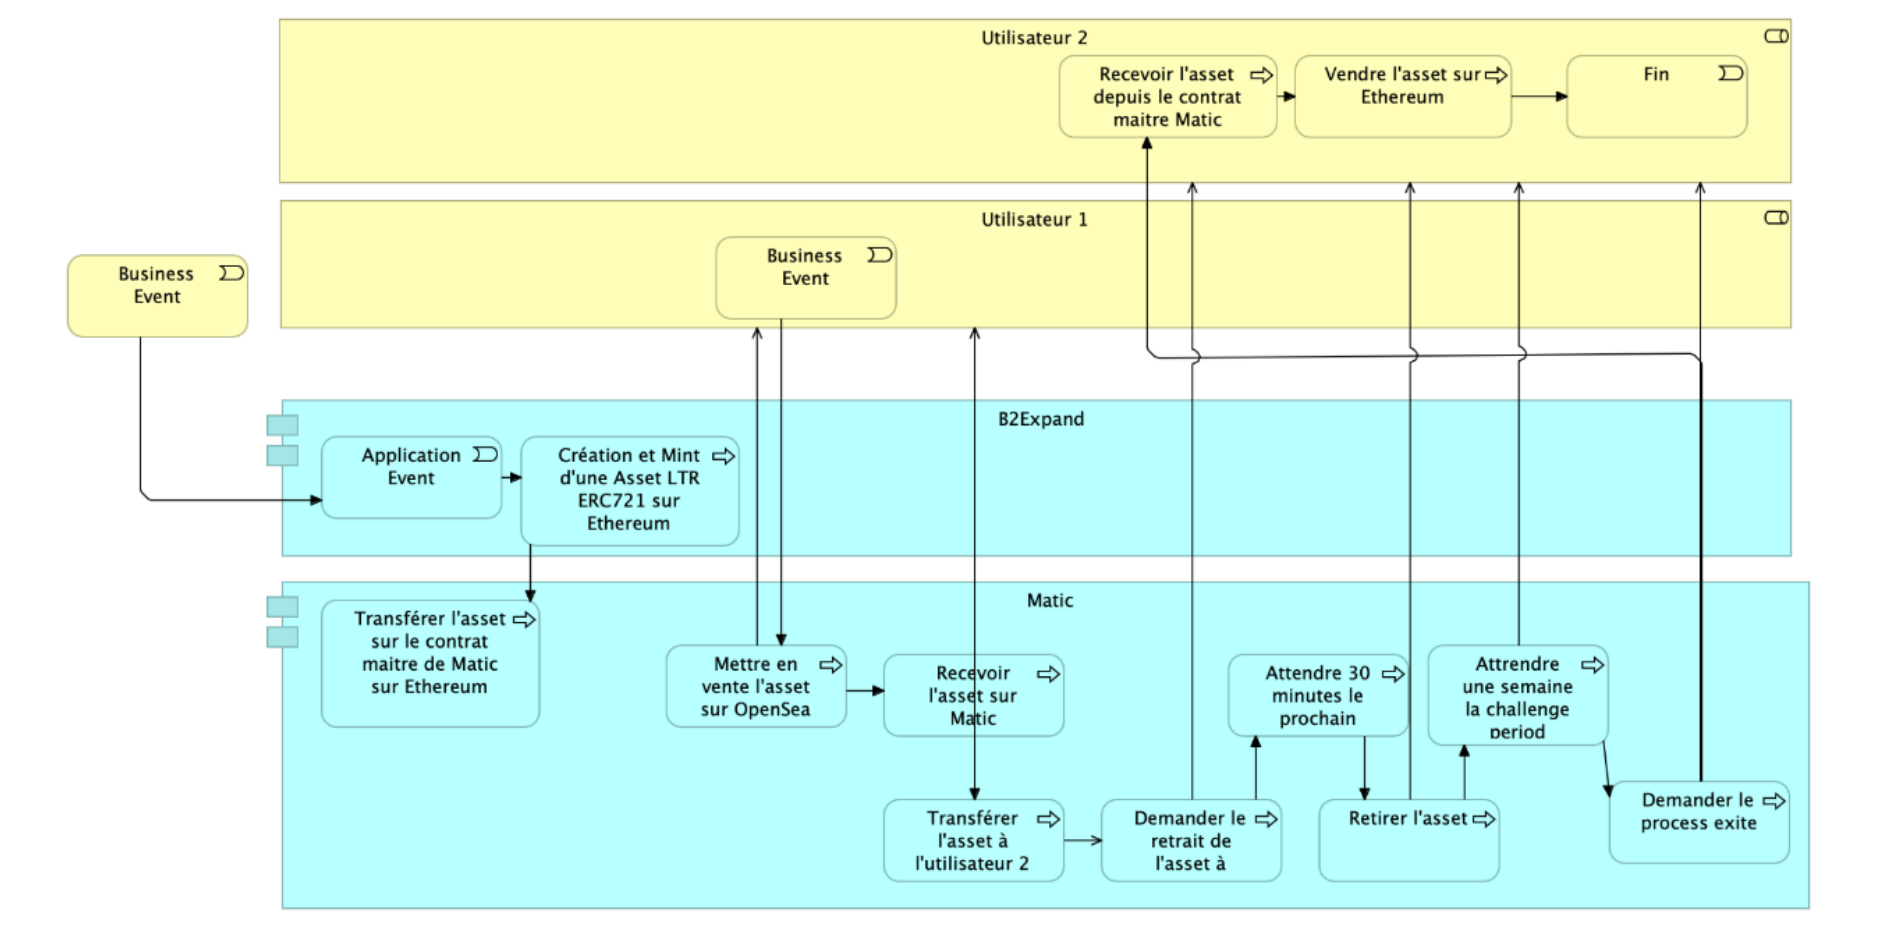 Utilisateur 2
Recevoir l'asset
depuis le contrat
maitre Matic
Vendre l'asset sur
Ethereum
Fin
Utilisateur 1
Business
Event
Business
Event
B2Expand
Application
Event
Création et Mint
d'une Asset LTR
ERC721 sur
Ethereum
Matic
Transférer l'asset
sur le contrat
maitre de Matic
sur Ethereum
Mettre en
vente l'asset
sur OpenSea
Recevoir
l'asset sur
Matic
Attendre 30
minutes le
prochain
Attrendre
une semaine
la challenge
period
Transférer
l'asset à
l'utilisateur 2
Demander le
retrait de
l'asset à
Retirer l'asset
Demander le
process exite